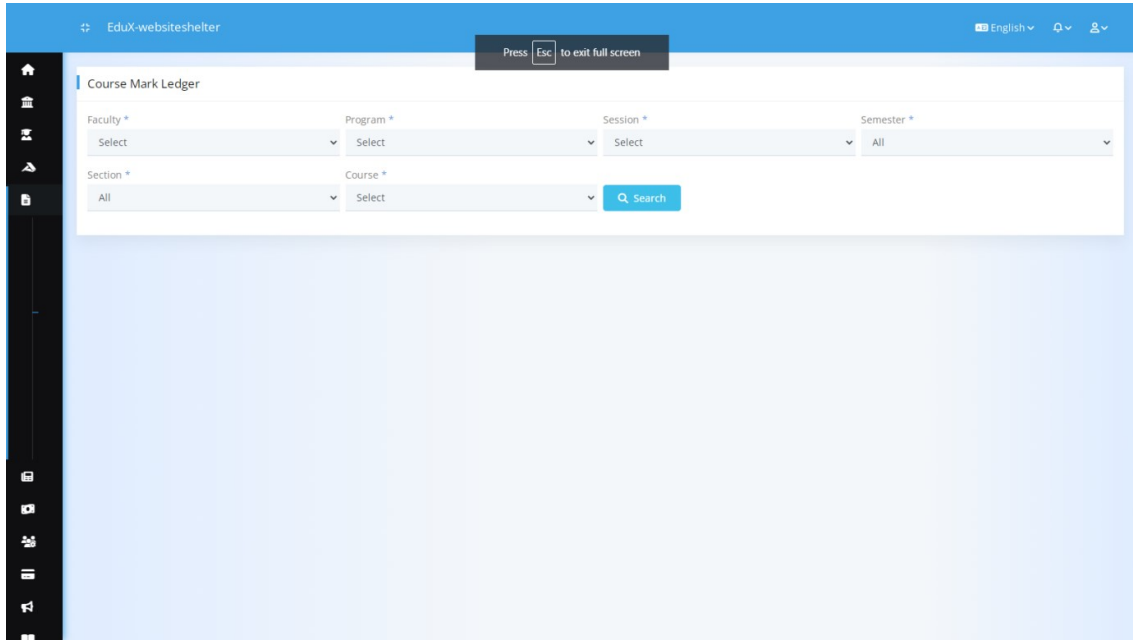 EduX-websiteshelter
English
Press Esc to exit full screen
Course Mark Ledger
Faculty * Program * Session * Semester *
Select Select Select All
Section * Course *
All Select Search